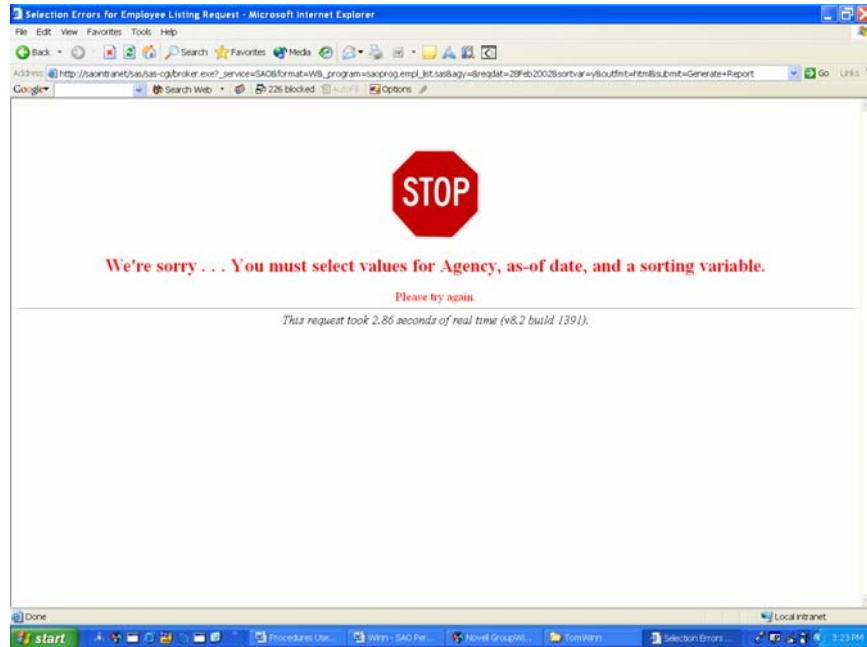 Selection Errors for Employee Listing Request - Microsoft Internet Explorer
File Edit View Favorites Tools Help
Back Search Favorites Media
Address http://saointranet/sas/sas-cgi/broker.exe?_service=SAO&format=W&_program=saoprog.empl_list.sas&agy=&reqdat=28Feb2002&sortvar=y&outfmt=html&submit=Generate+Report Go Links
Google Search Web 226 blocked AutoFill Options
STOP
We're sorry . . . You must select values for Agency, as-of date, and a sorting variable.
Please try again.
This request took 2.86 seconds of real time (v8.2 build 1391).
Done Local intranet
start Procedures Use... Winn - SAO Per... Novell GroupWi... TomWinn Selection Errors ... 3:23 PM